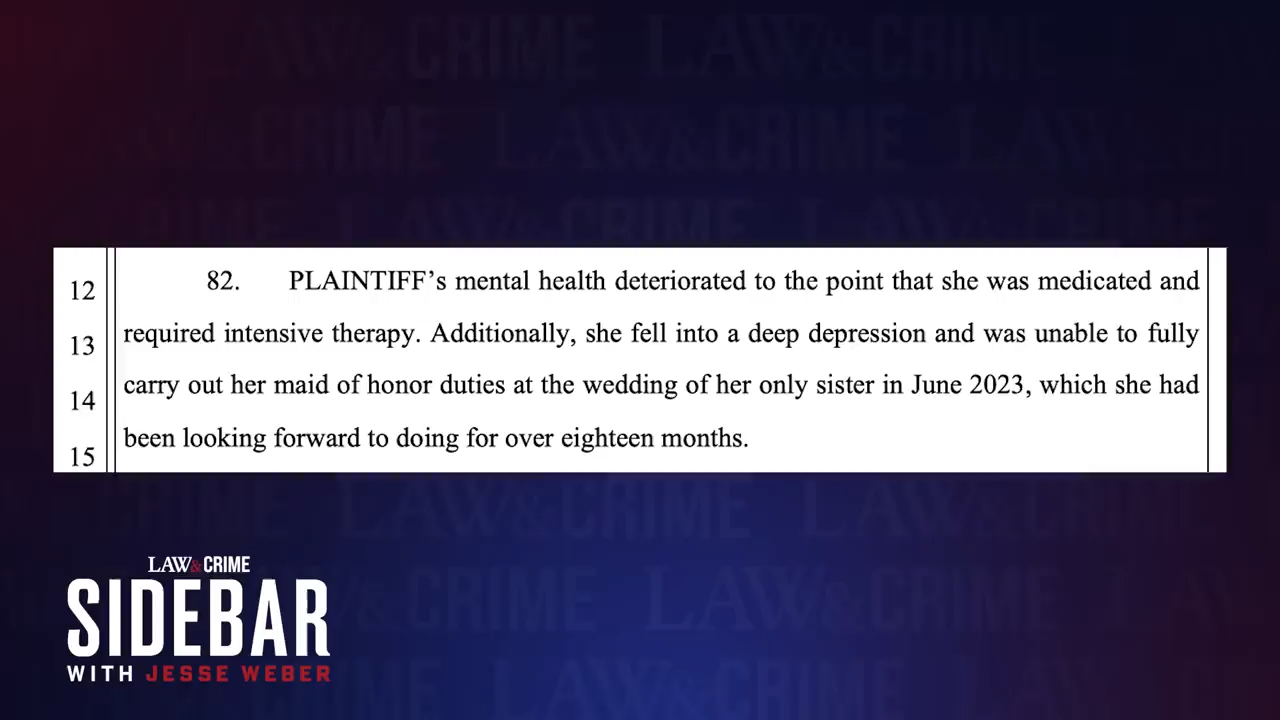 12 82. PLAINTIFF’s mental health deteriorated to the point that she was medicated and
13 required intensive therapy. Additionally, she fell into a deep depression and was unable to fully
14 carry out her maid of honor duties at the wedding of her only sister in June 2023, which she had
15 been looking forward to doing for over eighteen months.
LAW&CRIME
SIDEBAR
WITH JESSE WEBER